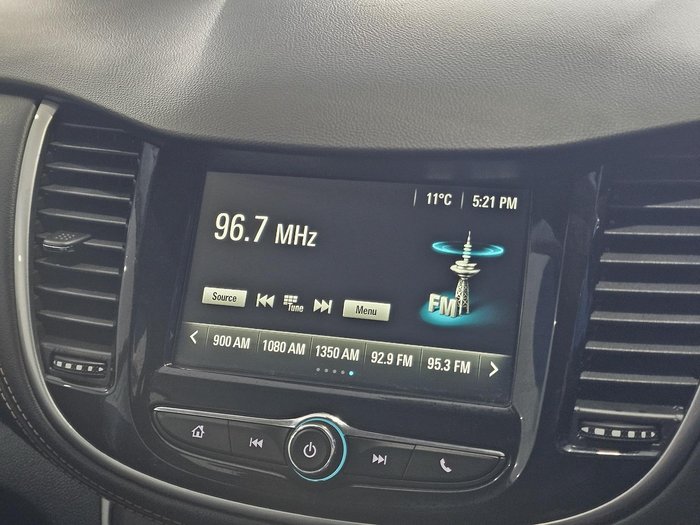 11°C 5:21 PM
96.7 MHz
FM
Source Tune Menu
900 AM 1080 AM 1350 AM 92.9 FM 95.3 FM